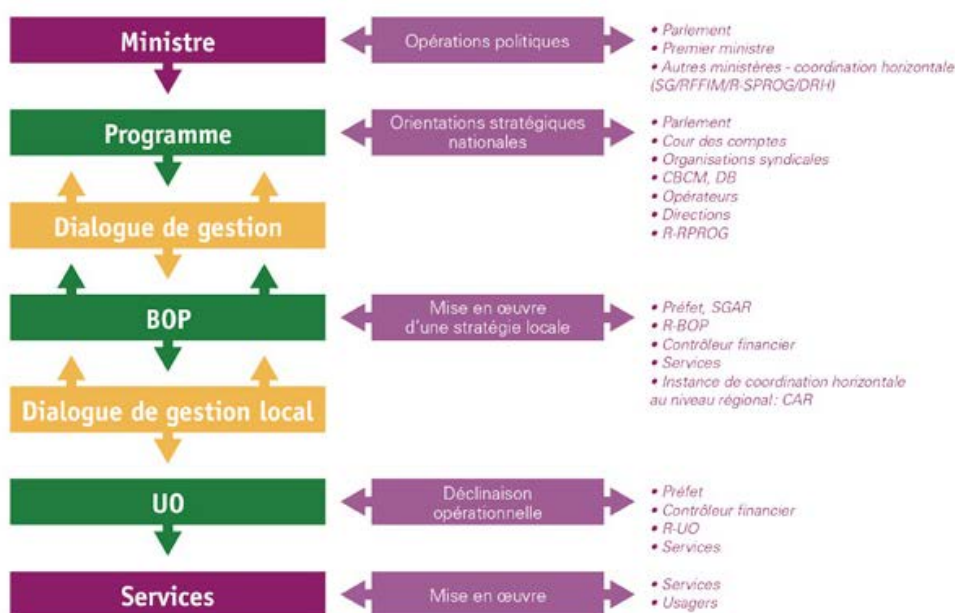 Ministre
Opérations politiques
• Parlement
• Premier ministre
• Autres ministères - coordination horizontale
(SG/RFFIM/R-SPROG/DRH)
Programme
Orientations stratégiques
nationales
• Parlement
• Cour des comptes
• Organisations syndicales
• CBCM, DB
• Opérateurs
• Directions
• R-RPROG
Dialogue de gestion
BOP
Mise en œuvre
d'une stratégie locale
• Préfet, SGAR
• R-BOP
• Contrôleur financier
• Services
• Instance de coordination horizontale
au niveau régional : CAR
Dialogue de gestion local
UO
Déclinaison
opérationnelle
• Préfet
• Contrôleur financier
• R-UO
• Services
Services
Mise en œuvre
• Services
• Usagers